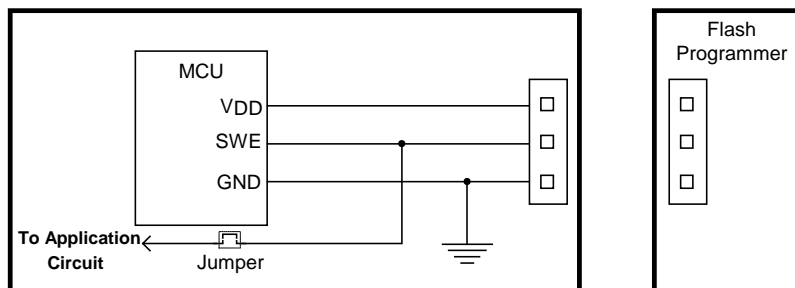 MCU
VDD
SWE
GND
To Application
Circuit
Jumper
Flash
Programmer